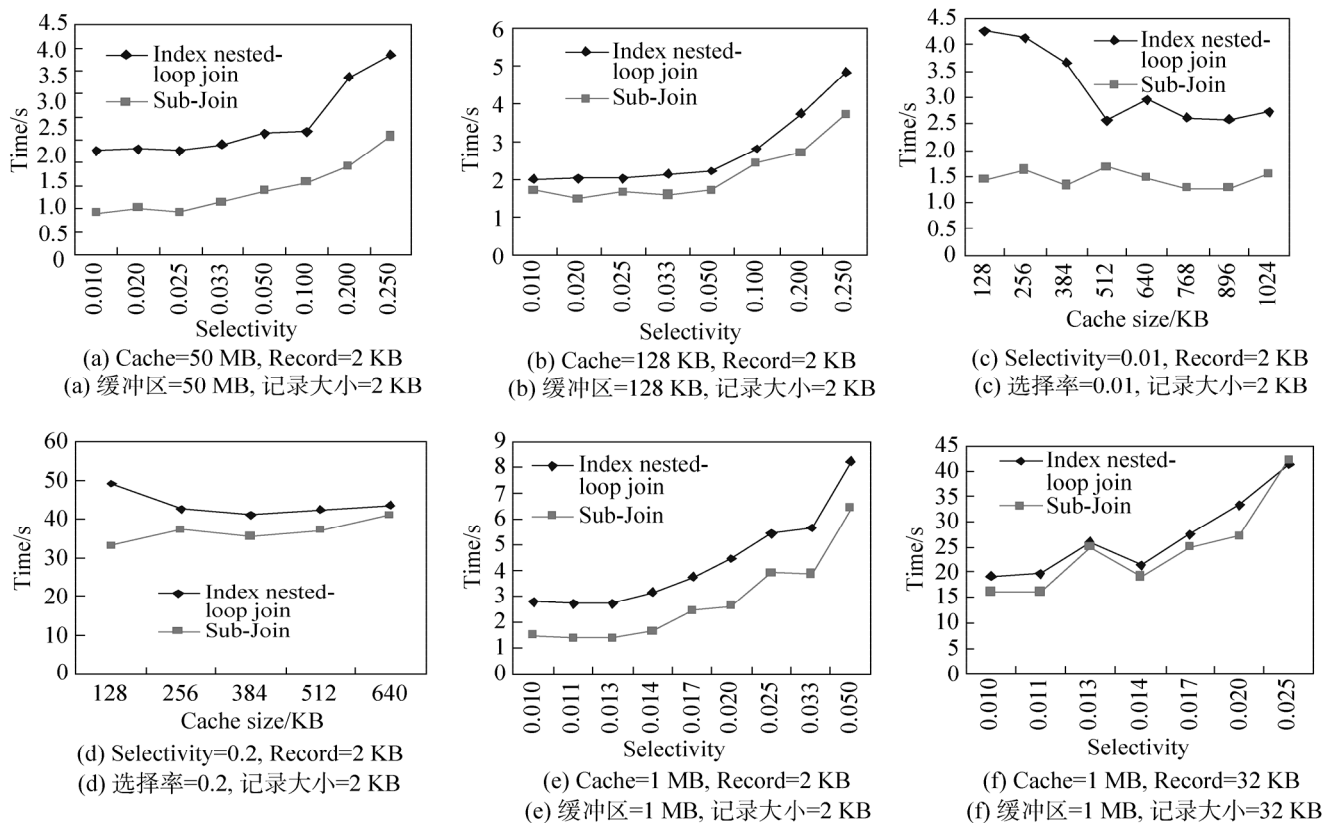 4.5
4.0
3.5
3.0
2.5
2.0
1.5
1.0
0.5
0
Time/s
Index nested-
loop join
Sub-Join
0.010
0.020
0.025
0.033
0.050
0.100
0.200
0.250
Selectivity
(a) Cache=50 MB, Record=2 KB
(a) 缓冲区=50 MB, 记录大小=2 KB
6
5
4
3
2
1
0
Time/s
Index nested-
loop join
Sub-Join
0.010
0.020
0.025
0.033
0.050
0.100
0.200
0.250
Selectivity
(b) Cache=128 KB, Record=2 KB
(b) 缓冲区=128 KB, 记录大小=2 KB
4.5
4.0
3.5
3.0
2.5
2.0
1.5
1.0
0.5
0
Time/s
Index nested-
loop join
Sub-Join
128
256
384
512
640
768
896
1024
Cache size/KB
(c) Selectivity=0.01, Record=2 KB
(c) 选择率=0.01, 记录大小=2 KB
60
50
40
30
20
10
0
Time/s
Index nested-
loop join
Sub-Join
128 256 384 512 640
Cache size/KB
(d) Selectivity=0.2, Record=2 KB
(d) 选择率=0.2, 记录大小=2 KB
9
8
7
6
5
4
3
2
1
0
Time/s
Index nested-
loop join
Sub-Join
0.010
0.011
0.013
0.014
0.017
0.020
0.025
0.033
0.050
Selectivity
(e) Cache=1 MB, Record=2 KB
(e) 缓冲区=1 MB, 记录大小=2 KB
45
40
35
30
25
20
15
10
5
0
Time/s
Index nested-
loop join
Sub-Join
0.010
0.011
0.013
0.014
0.017
0.020
0.025
Selectivity
(f) Cache=1 MB, Record=32 KB
(f) 缓冲区=1 MB, 记录大小=32 KB